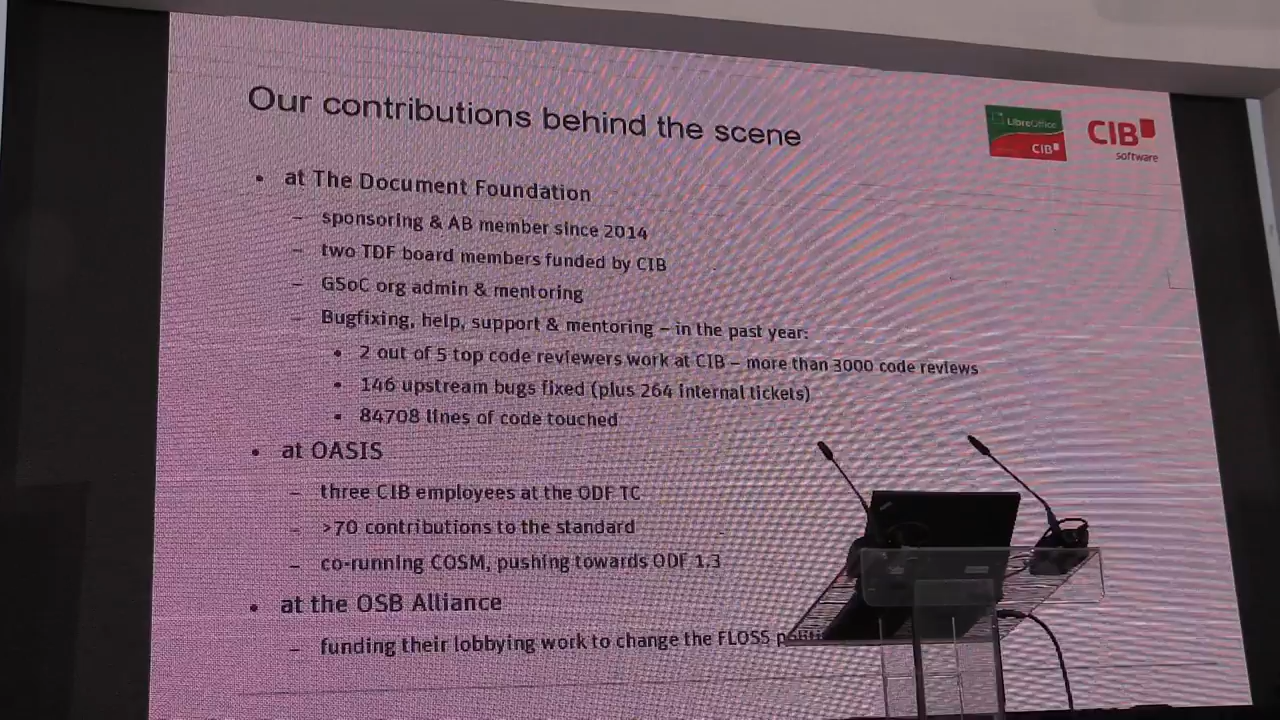 Our contributions behind the scene
LibreOffice
CIB
CIB
software
• at The Document Foundation
– sponsoring & AB member since 2014
– two TDF board members funded by CIB
– GSoC org admin & mentoring
– Bugfixing, help, support & mentoring – in the past year:
• 2 out of 5 top code reviewers work at CIB – more than 3000 code reviews
• 146 upstream bugs fixed (plus 264 internal tickets)
• 84708 lines of code touched
• at OASIS
– three CIB employees at the ODF TC
– >70 contributions to the standard
– co-running COSM, pushing towards ODF 1.3
• at the OSB Alliance
– funding their lobbying work to change the FLOSS